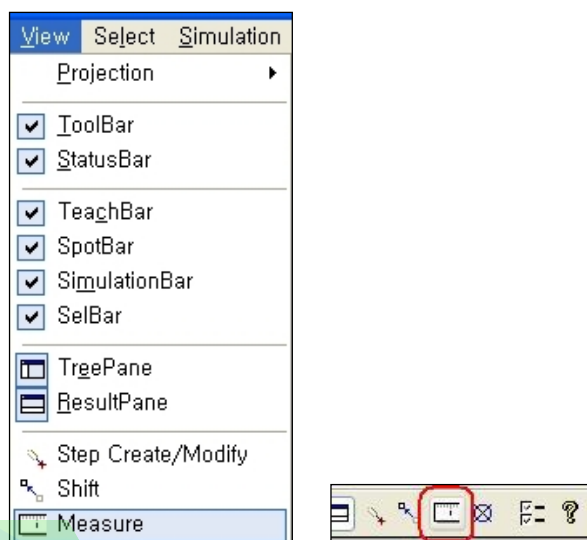 View Select Simulation
Projection
ToolBar
StatusBar
TeachBar
SpotBar
SimulationBar
SelBar
TreePane
ResultPane
Step Create/Modify
Shift
Measure